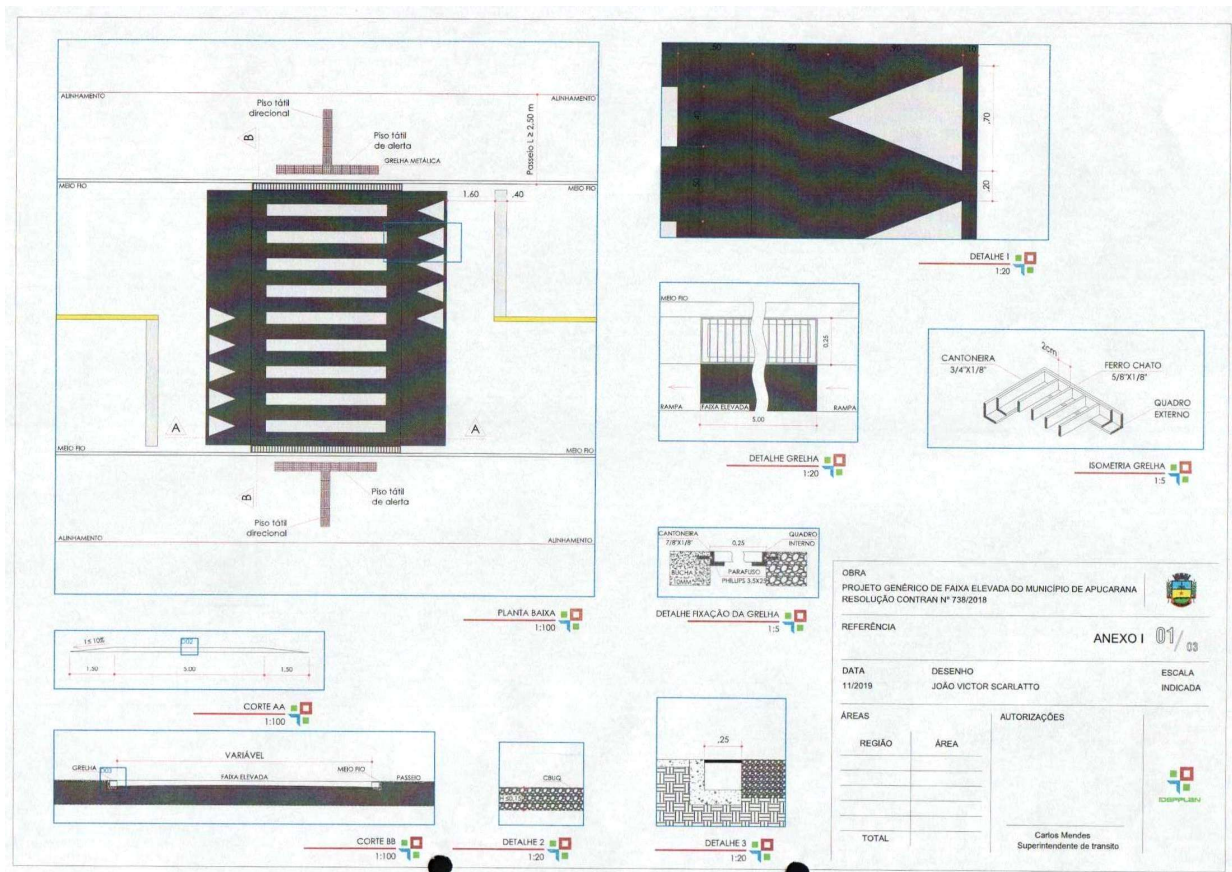 ALINHAMENTO
ALINHAMENTO
Piso tátil
direcional
B
Piso tátil
de alerta
GRELHA METÁLICA
Passeio L ≥ 2,50 m
MEIO FIO
MEIO FIO
1.60
.40
A
A
MEIO FIO
MEIO FIO
B
Piso tátil
de alerta
Piso tátil
direcional
ALINHAMENTO
ALINHAMENTO
PLANTA BAIXA
1:100
.10
.70
.20
DETALHE 1
1:20
MEIO FIO
0,25
RAMPA
FAIXA ELEVADA
RAMPA
5.00
DETALHE GRELHA
1:20
2cm
CANTONEIRA
3/4"X1/8"
FERRO CHATO
5/8"X1/8"
QUADRO
EXTERNO
ISOMETRIA GRELHA
1:5
CANTONEIRA
7/8"X1/8"
0,25
QUADRO
INTERNO
BUCHA
10MM
PARAFUSO
PHILLIPS 3,5X25
DETALHE FIXAÇÃO DA GRELHA
1:5
I ≤ 10%
1.50
5.00
1.50
CORTE AA
1:100
VARIÁVEL
GRELHA
FAIXA ELEVADA
MEIO FIO
PASSEIO
CORTE BB
1:100
CBUQ
DETALHE 2
1:20
,25
DETALHE 3
1:20
OBRA
PROJETO GENÉRICO DE FAIXA ELEVADA DO MUNICÍPIO DE APUCARANA
RESOLUÇÃO CONTRAN Nº 738/2018
REFERÊNCIA
ANEXO I 01/03
DATA
DESENHO
ESCALA
11/2019
JOÃO VICTOR SCARLATTO
INDICADA
ÁREAS
AUTORIZAÇÕES
REGIÃO
ÁREA
TOTAL
IDEPPLAN
Carlos Mendes
Superintendente de transito